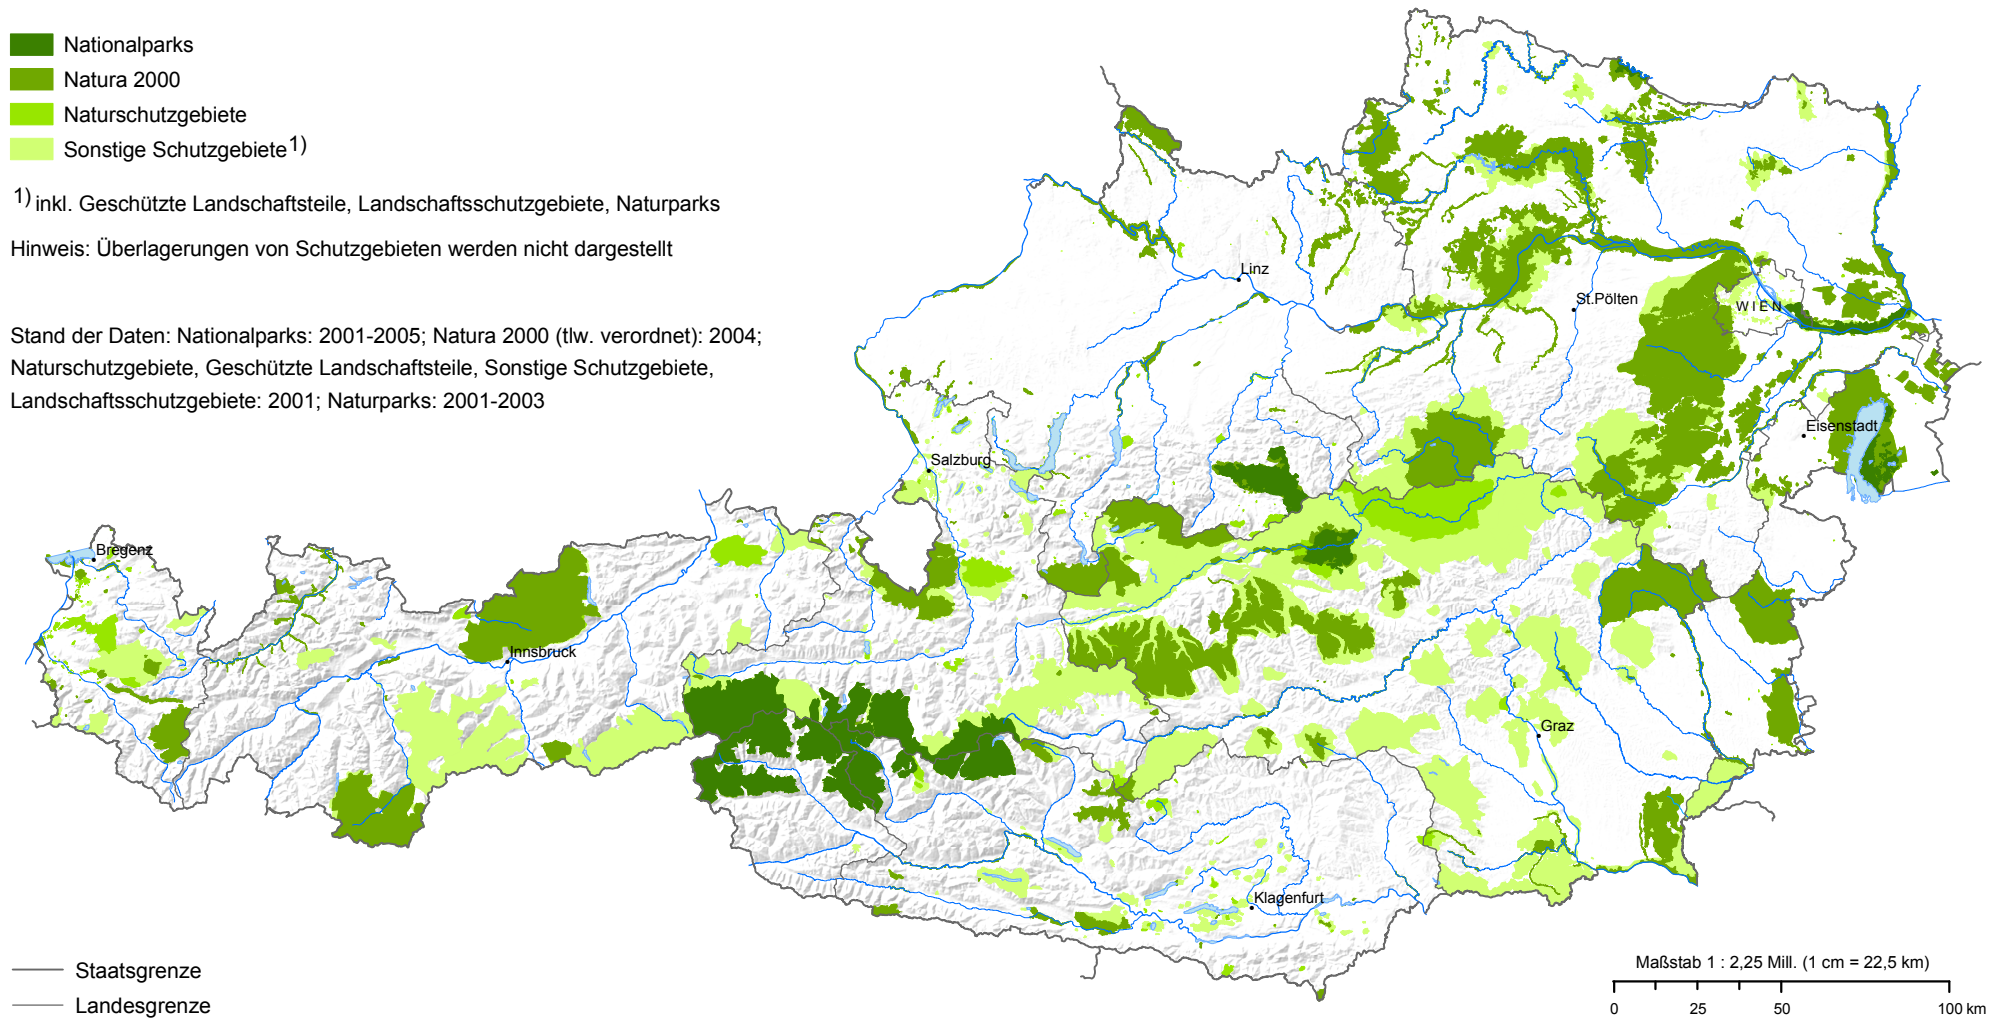 Nationalparks
Natura 2000
Naturschutzgebiete
Sonstige Schutzgebiete 1)
1) inkl. Geschützte Landschaftsteile, Landschaftsschutzgebiete, Naturparks
Hinweis: Überlagerungen von Schutzgebieten werden nicht dargestellt
Stand der Daten: Nationalparks: 2001-2005; Natura 2000 (tlw. verordnet): 2004;
Naturschutzgebiete, Geschützte Landschaftsteile, Sonstige Schutzgebiete,
Landschaftsschutzgebiete: 2001; Naturparks: 2001-2003
Linz
St.Pölten
WIEN
Eisenstadt
Salzburg
Bregenz
Innsbruck
Graz
Klagenfurt
Staatsgrenze
Landesgrenze
Maßstab 1 : 2,25 Mill. (1 cm = 22,5 km)
0 25 50 100 km